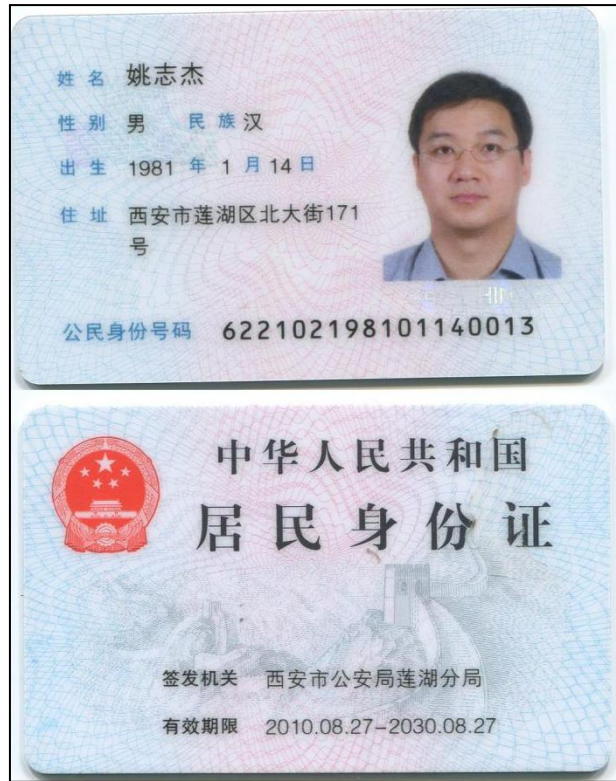 姓名 姚志杰
性别 男 民族 汉
出生 1981 年 1 月 14 日
住址 西安市莲湖区北大街171
号
公民身份号码 622102198101140013
中华人民共和国
居民身份证
签发机关 西安市公安局莲湖分局
有效期限 2010.08.27-2030.08.27